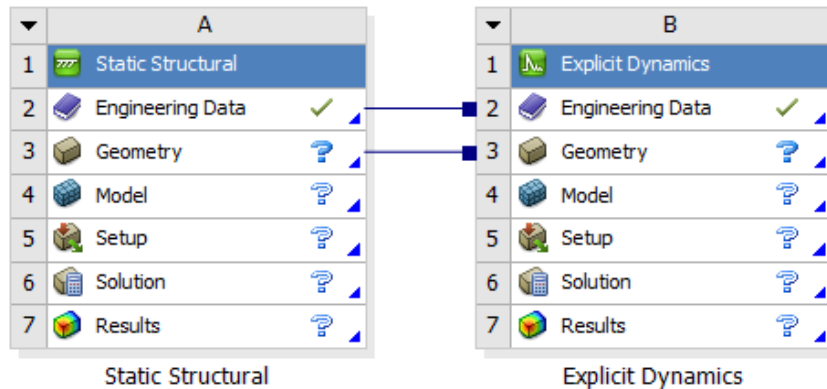 A
1 Static Structural
2 Engineering Data
3 Geometry ?
4 Model ?
5 Setup ?
6 Solution ?
7 Results ?
Static Structural
B
1 Explicit Dynamics
2 Engineering Data
3 Geometry ?
4 Model ?
5 Setup ?
6 Solution ?
7 Results ?
Explicit Dynamics